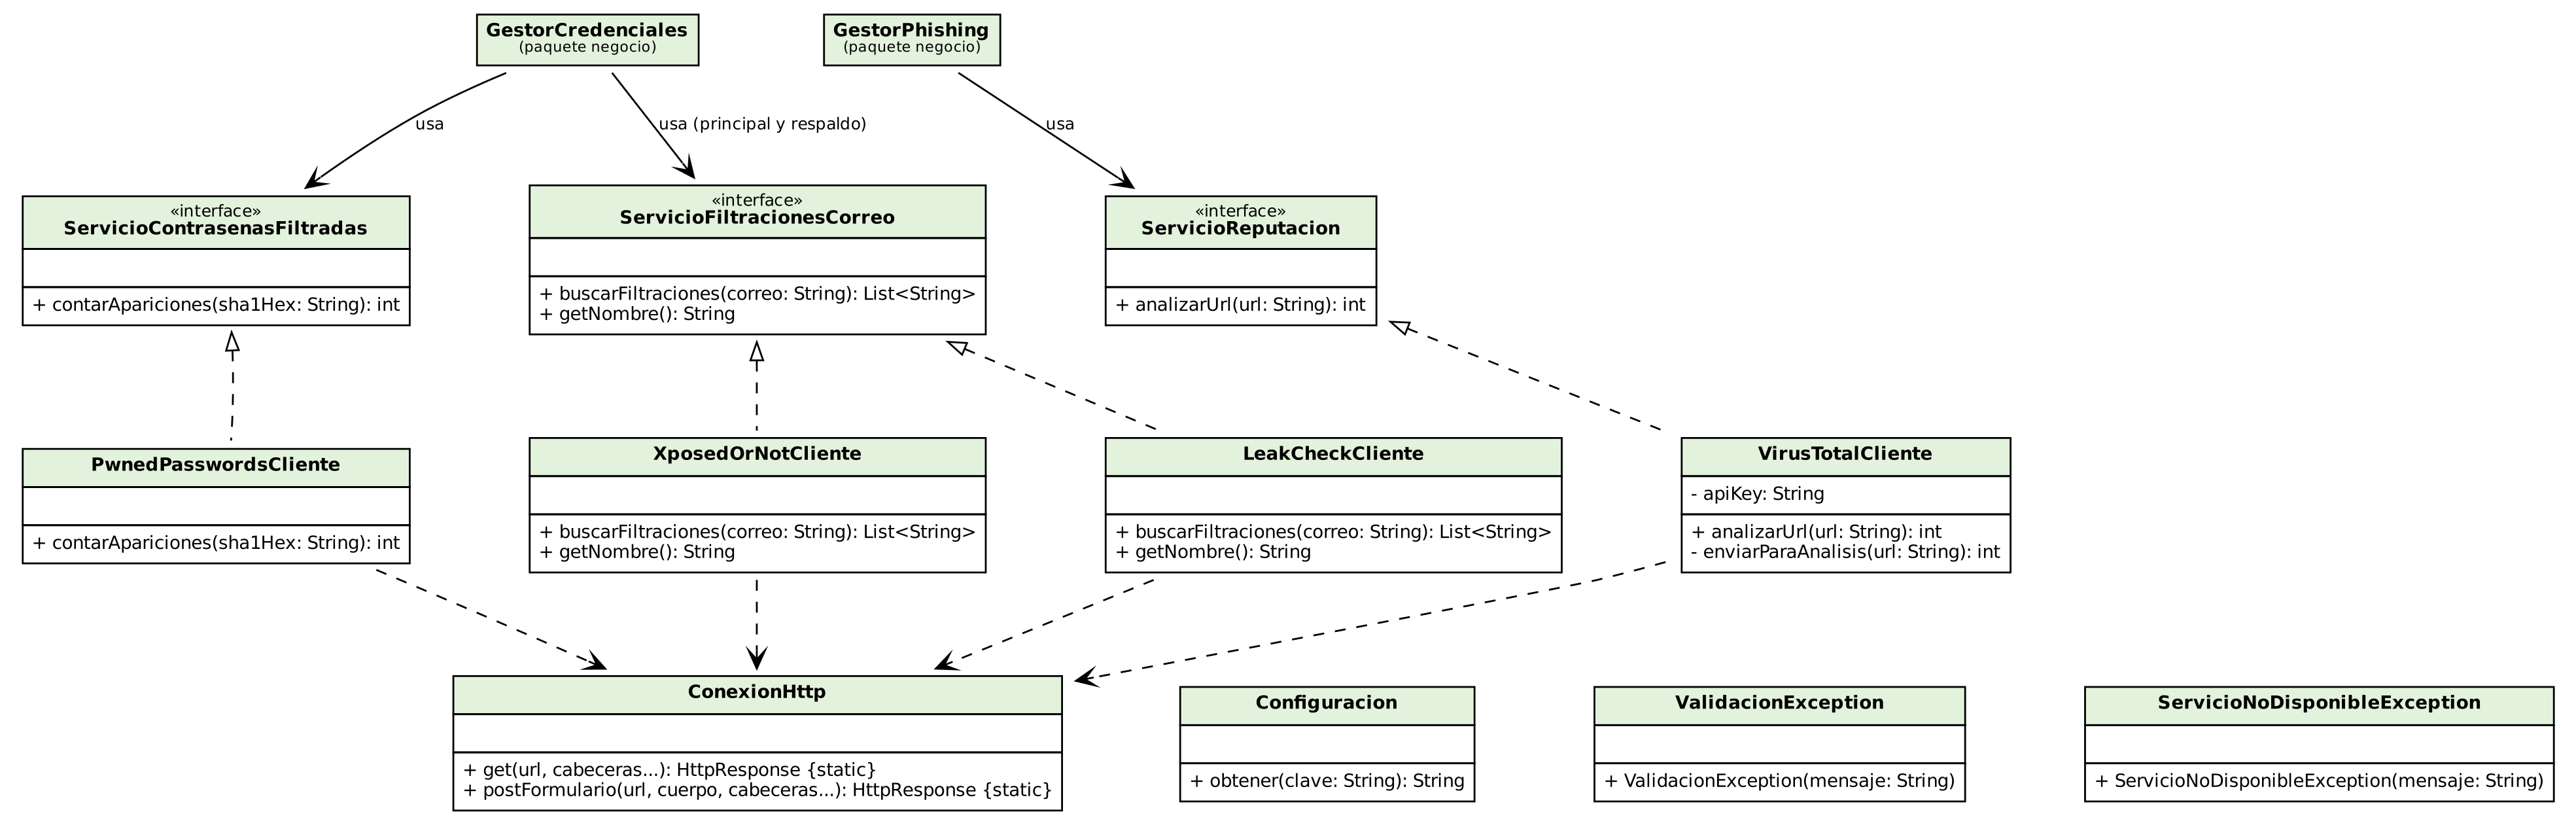 GestorCredenciales
(paquete negocio)
GestorPhishing
(paquete negocio)
usa
usa (principal y respaldo)
usa
«interface»
ServicioContrasenasFiltradas
+ contarApariciones(sha1Hex: String): int
«interface»
ServicioFiltracionesCorreo
+ buscarFiltraciones(correo: String): List<String>
+ getNombre(): String
«interface»
ServicioReputacion
+ analizarUrl(url: String): int
PwnedPasswordsCliente
+ contarApariciones(sha1Hex: String): int
XposedOrNotCliente
+ buscarFiltraciones(correo: String): List<String>
+ getNombre(): String
LeakCheckCliente
+ buscarFiltraciones(correo: String): List<String>
+ getNombre(): String
VirusTotalCliente
- apiKey: String
+ analizarUrl(url: String): int
- enviarParaAnalisis(url: String): int
ConexionHttp
+ get(url, cabeceras...): HttpResponse {static}
+ postFormulario(url, cuerpo, cabeceras...): HttpResponse {static}
Configuracion
+ obtener(clave: String): String
ValidacionException
+ ValidacionException(mensaje: String)
ServicioNoDisponibleException
+ ServicioNoDisponibleException(mensaje: String)